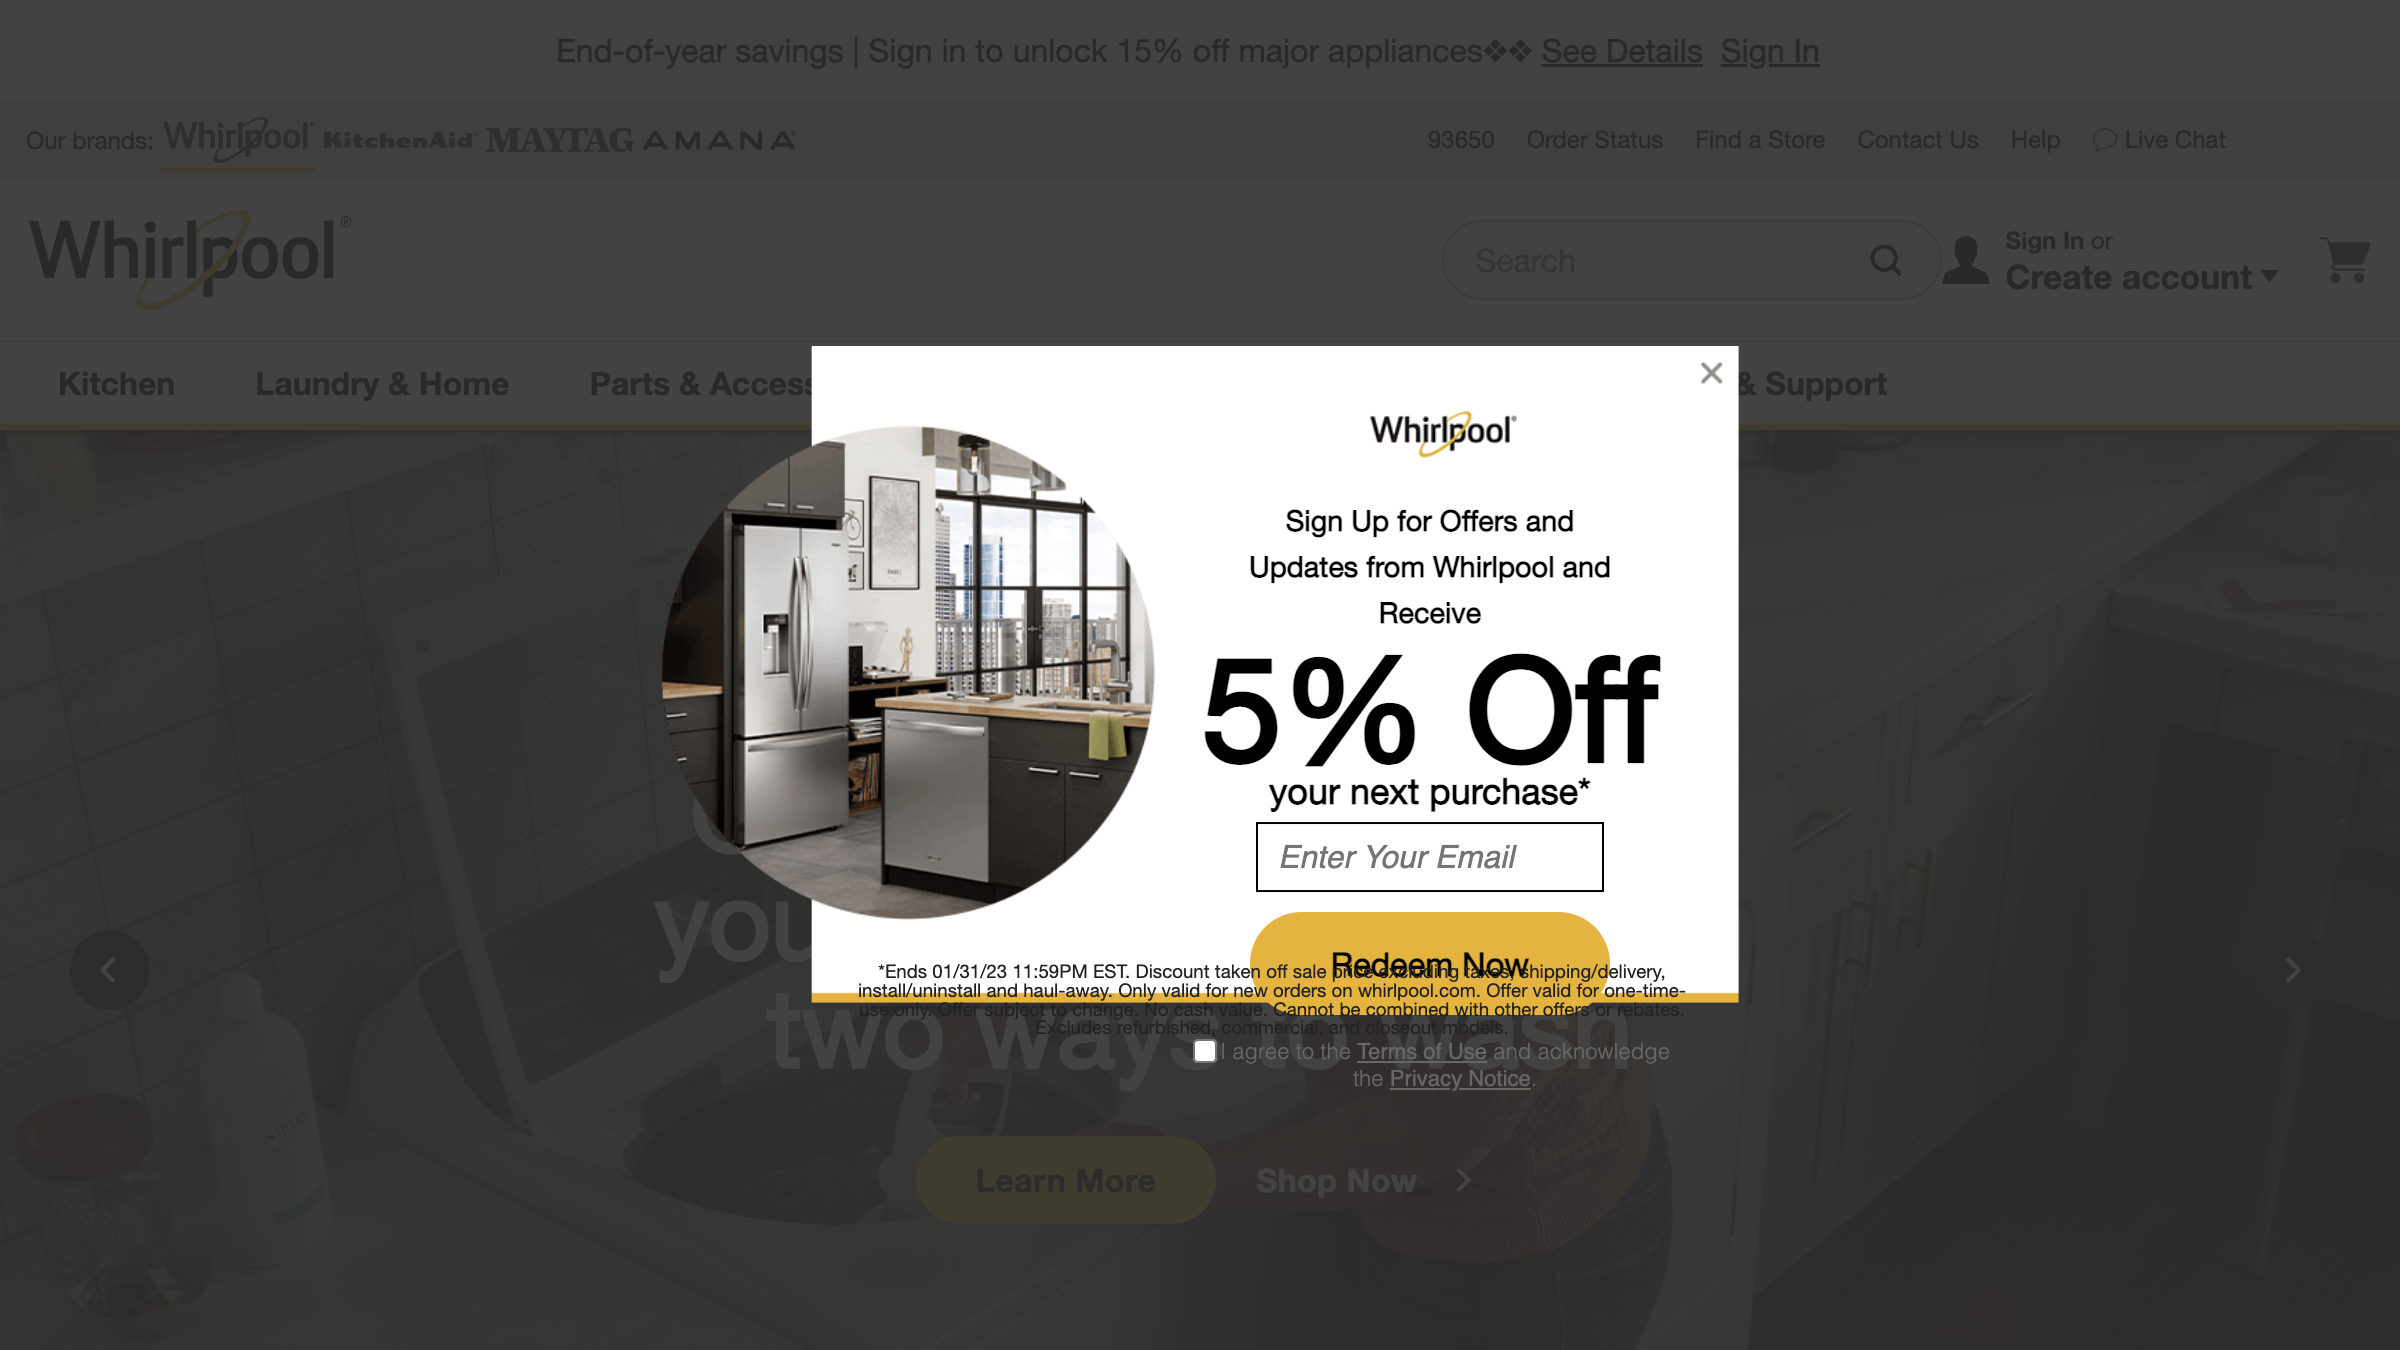 End-of-year savings | Sign in to unlock 15% off major appliances❖❖ See Details Sign In
Our brands: Whirlpool KitchenAid MAYTAG AMANA
93650 Order Status Find a Store Contact Us Help Live Chat
Whirlpool®
Search
Sign In or
Create account
Kitchen Laundry & Home Parts & Access & Support
Whirlpool®
Sign Up for Offers and
Updates from Whirlpool and
Receive
5% Off
your next purchase*
Enter Your Email
Redeem Now
*Ends 01/31/23 11:59PM EST. Discount taken off sale price excluding taxes, shipping/delivery,
install/uninstall and haul-away. Only valid for new orders on whirlpool.com. Offer valid for one-time-
use only. Offer subject to change. No cash value. Cannot be combined with other offers or rebates.
Excludes refurbished, commercial, and closeout models.
I agree to the Terms of Use and acknowledge
the Privacy Notice.
you
two ways to wash
Learn More Shop Now